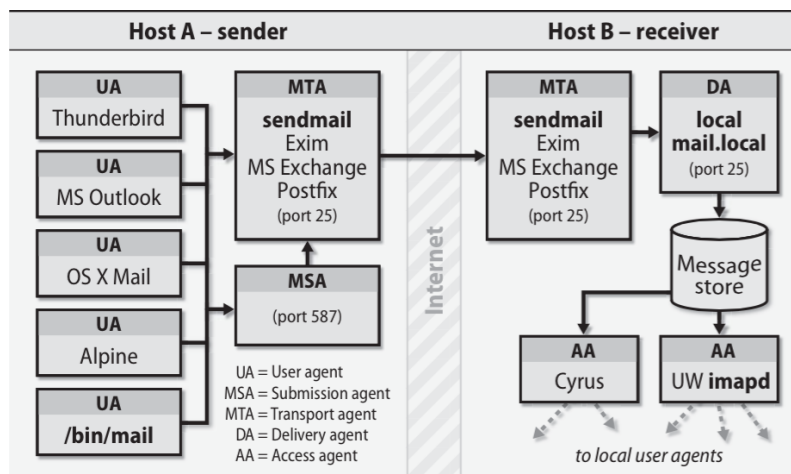 Host A – sender
Host B – receiver
UA
Thunderbird
UA
MS Outlook
UA
OS X Mail
UA
Alpine
UA
/bin/mail
MTA
sendmail
Exim
MS Exchange
Postfix
(port 25)
MSA
(port 587)
UA = User agent
MSA = Submission agent
MTA = Transport agent
DA = Delivery agent
AA = Access agent
Internet
MTA
sendmail
Exim
MS Exchange
Postfix
(port 25)
DA
local
mail.local
(port 25)
Message
store
AA
Cyrus
AA
UW imapd
to local user agents